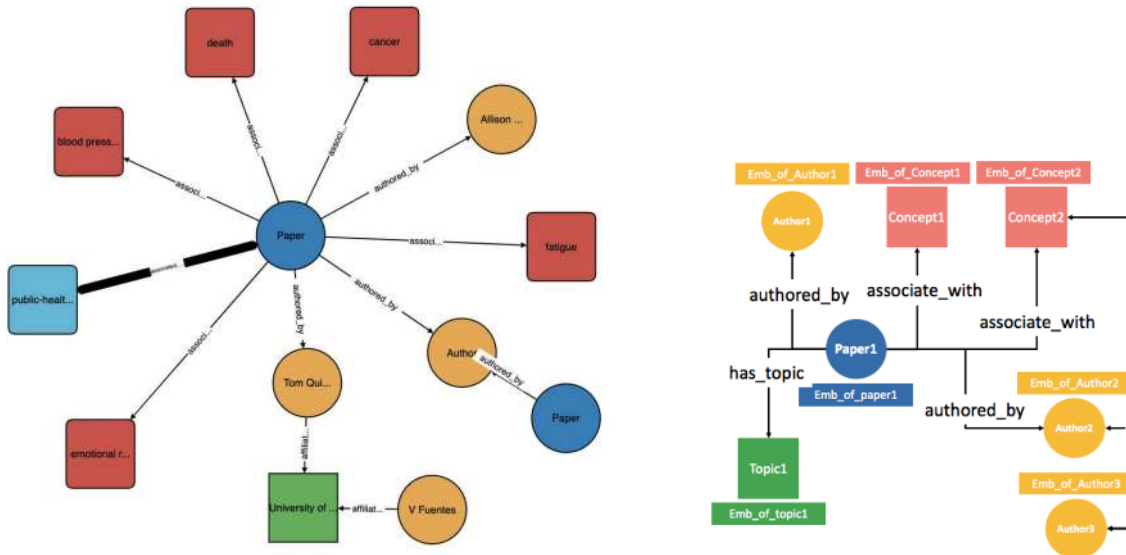 death
cancer
associ...
associ...
Allison ...
blood press...
authored_by
associ...
Paper
associ...
fatigue
public-healt...
authored_by
authored_by
associ...
Author
authored_by
Tom Qui...
Paper
emotional r...
affiliat...
University of ...
affiliat...
V Fuentes
Emb_of_Author1
Emb_of_Concept1
Emb_of_Concept2
Author1
Concept1
Concept2
authored_by
associate_with
associate_with
Paper1
has_topic
Emb_of_paper1
Emb_of_Author2
authored_by
Author2
Topic1
Emb_of_Author3
Emb_of_topic1
Author3